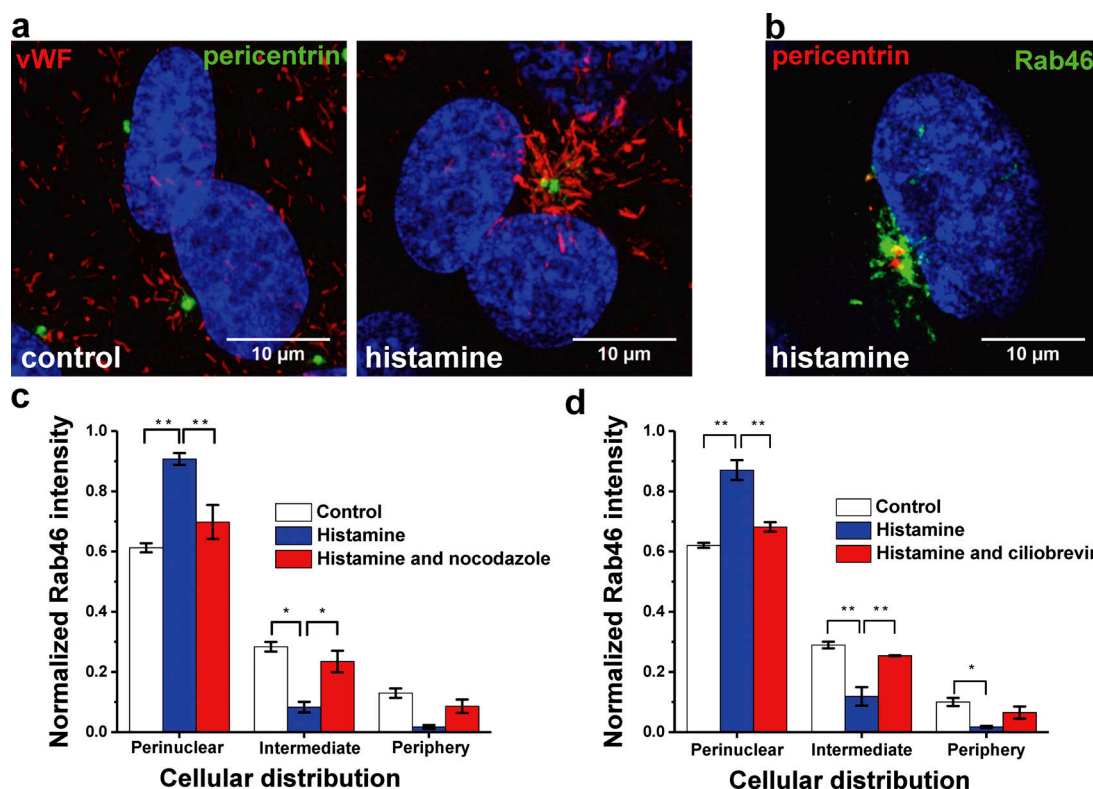 a
vWF
pericentrin
control
10 µm
histamine
10 µm
b
pericentrin
Rab46
histamine
10 µm
c
Normalized Rab46 intensity
1.0
0.8
0.6
0.4
0.2
0.0
** **
* *
Control
Histamine
Histamine and nocodazole
Perinuclear Intermediate Periphery
Cellular distribution
d
Normalized Rab46 intensity
1.0
0.8
0.6
0.4
0.2
0.0
** **
** **
*
Control
Histamine
Histamine and ciliobrevin
Perinuclear Intermediate Periphery
Cellular distribution